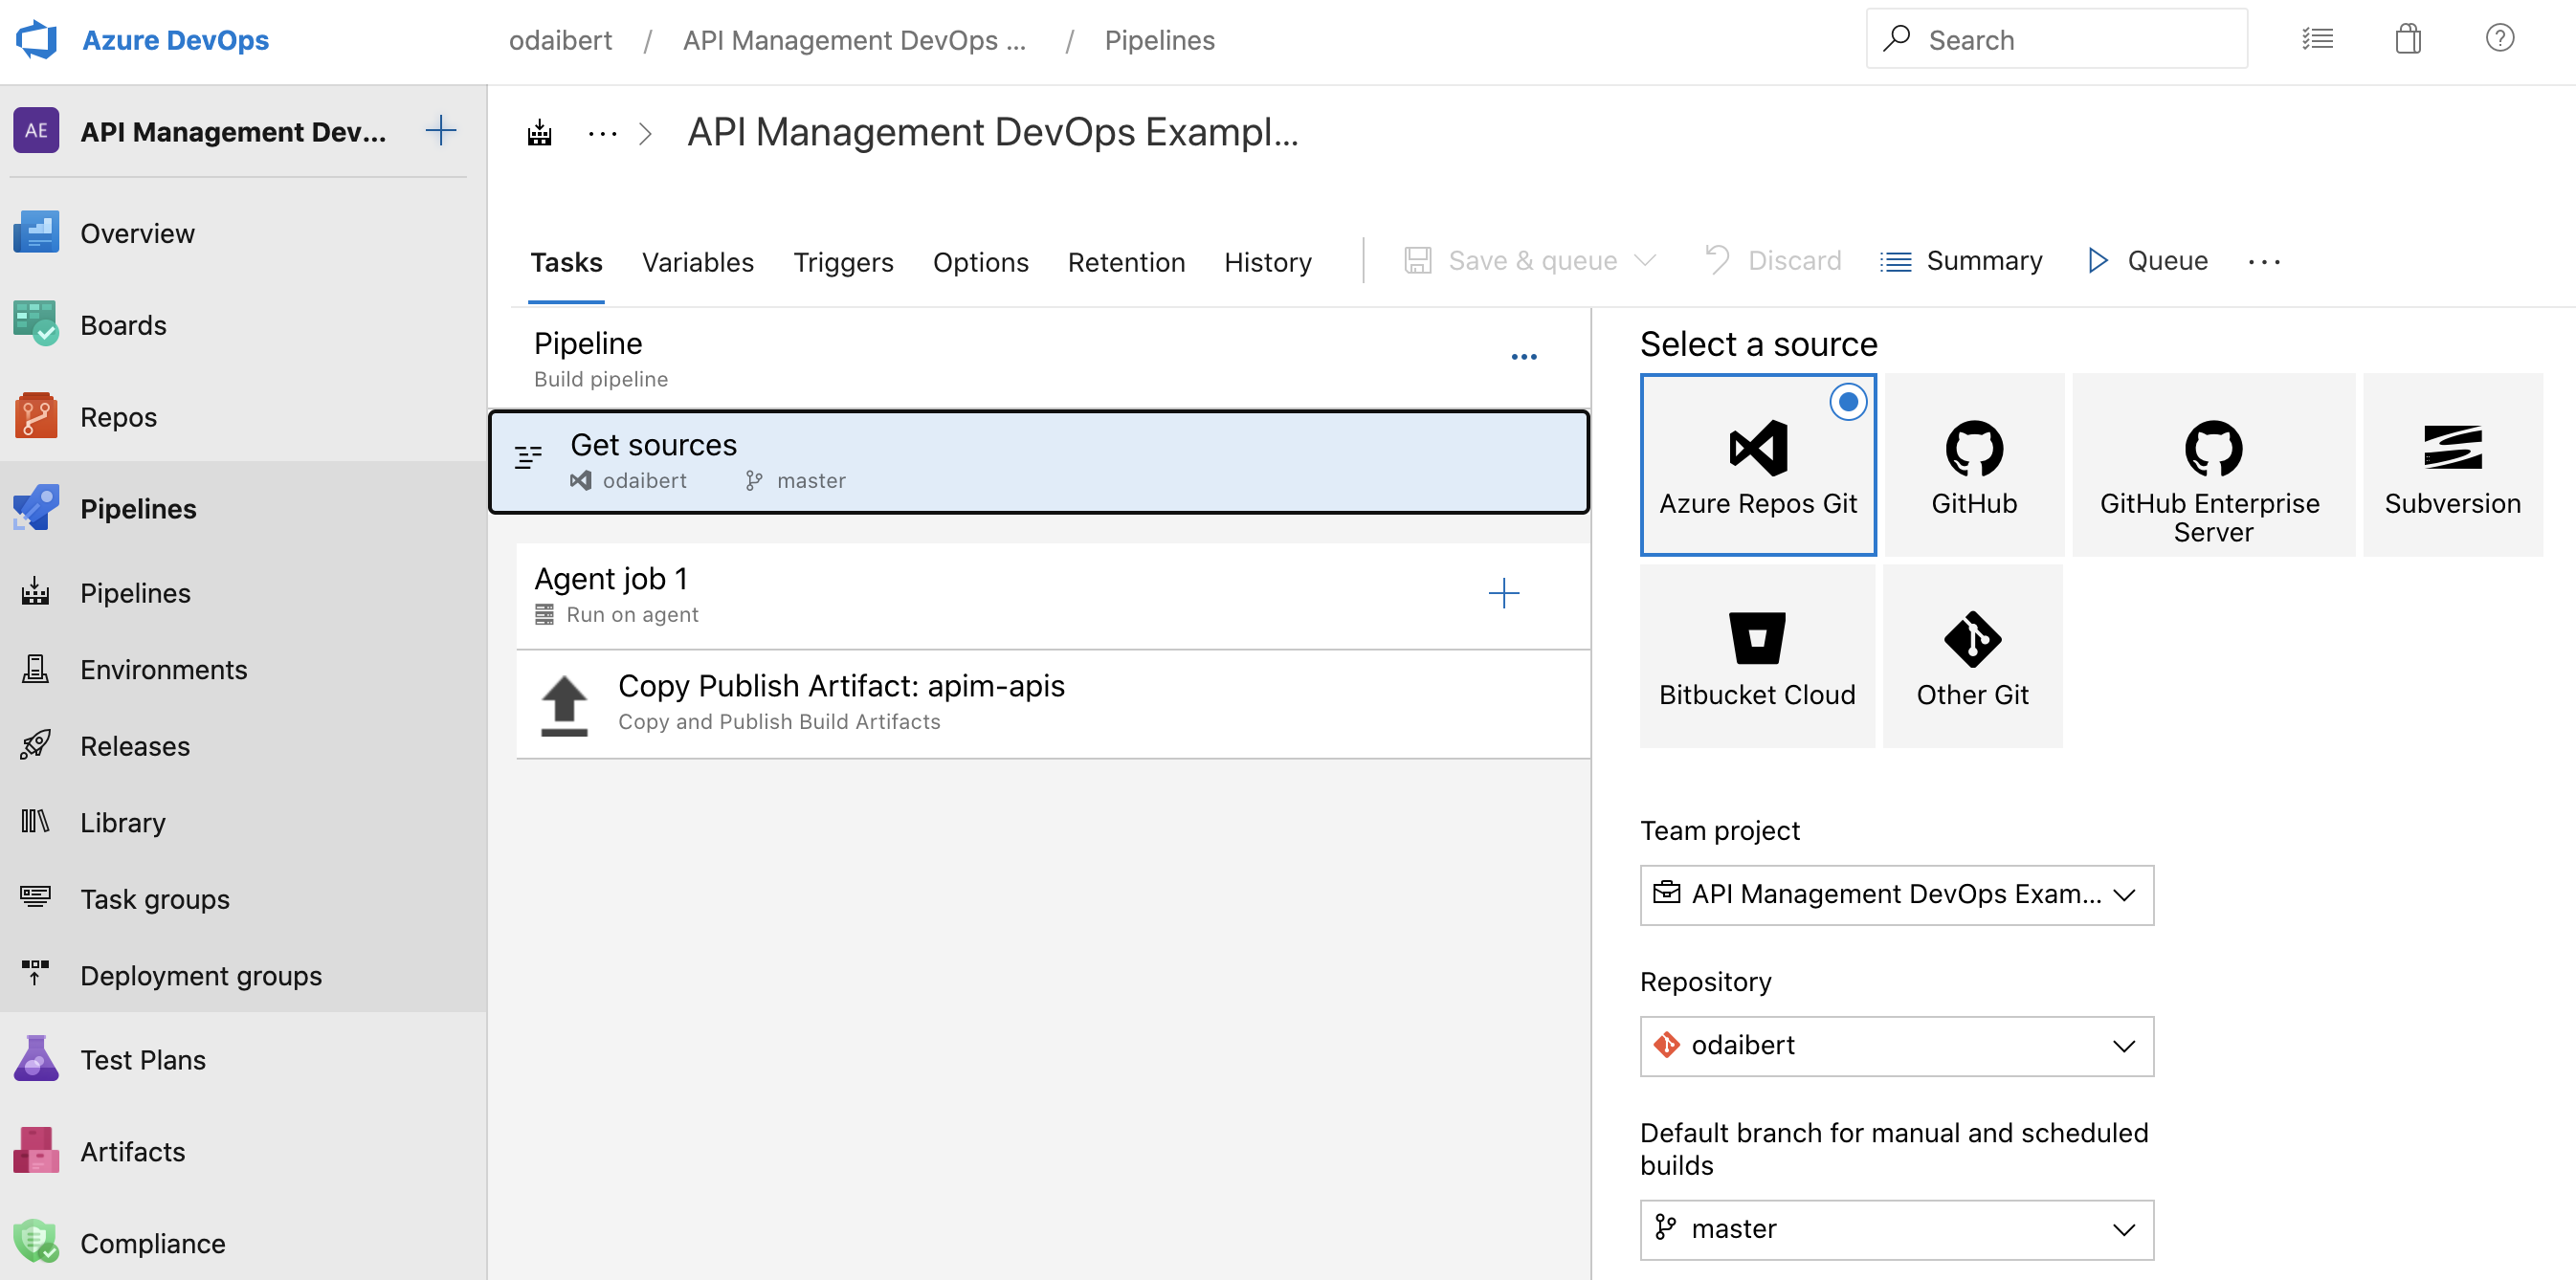 Azure DevOps
odaibert / API Management DevOps ... / Pipelines
Search
AE API Management Dev...
Overview
Boards
Repos
Pipelines
Pipelines
Environments
Releases
Library
Task groups
Deployment groups
Test Plans
Artifacts
Compliance
... > API Management DevOps Exampl...
Tasks Variables Triggers Options Retention History Save & queue Discard Summary Queue ...
Pipeline
Build pipeline
...
Get sources
odaibert master
Agent job 1
Run on agent
Copy Publish Artifact: apim-apis
Copy and Publish Build Artifacts
Select a source
Azure Repos Git
GitHub
GitHub Enterprise
Server
Subversion
Bitbucket Cloud
Other Git
Team project
API Management DevOps Exam...
Repository
odaibert
Default branch for manual and scheduled
builds
master